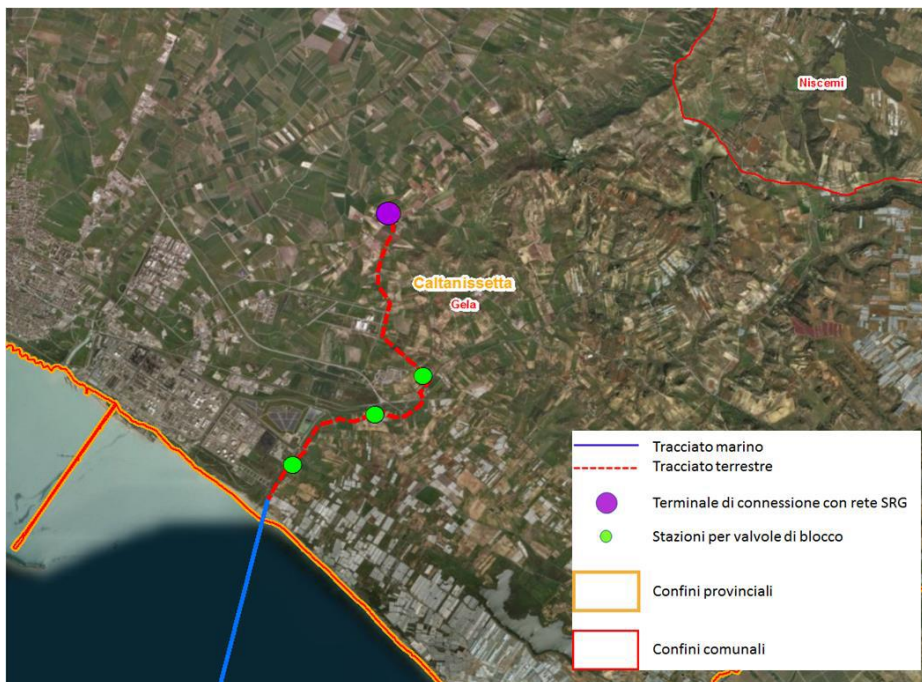 Niscemi
Caltanissetta
Gela
Tracciato marino
Tracciato terrestre
Terminale di connessione con rete SRG
Stazioni per valvole di blocco
Confini provinciali
Confini comunali